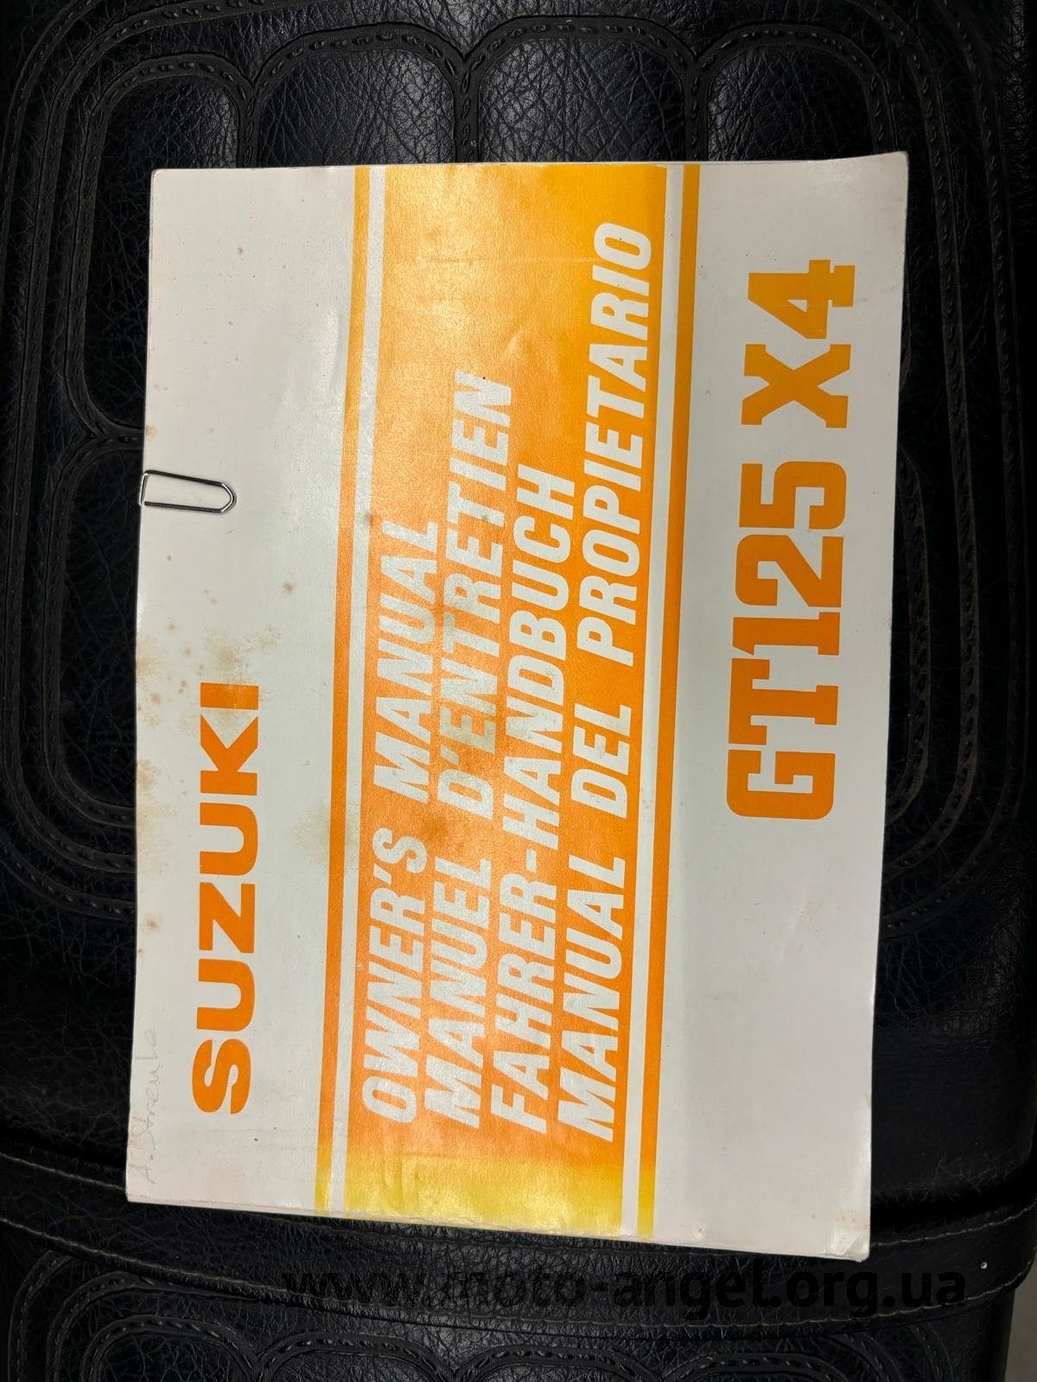 SUZUKI
OWNER'S MANUAL
MANUEL D'ENTRETIEN
FAHRER-HANDBUCH
MANUAL DEL PROPIETARIO
GT125 X4
www.moto-angel.org.ua